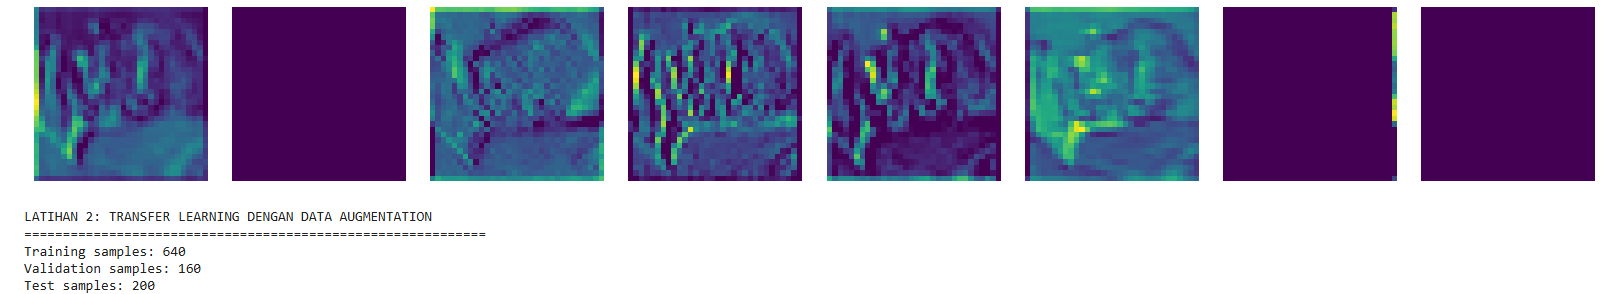 LATIHAN 2: TRANSFER LEARNING DENGAN DATA AUGMENTATION
============================================================
Training samples: 640
Validation samples: 160
Test samples: 200